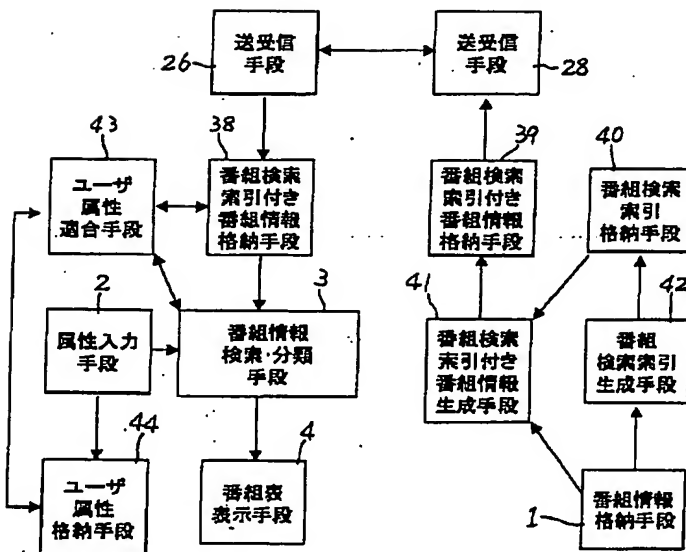 送受信
手段
26
送受信
手段
28
43
ユーザ
属性
適合手段
38
番組検索
索引付き
番組情報
格納手段
39
番組検索
索引付き
番組情報
格納手段
40
番組検索
索引
格納手段
2
属性入力
手段
3
番組情報
検索・分類
手段
41
番組検索
索引付き
番組情報
生成手段
42
番組
検索索引
生成手段
44
ユーザ
属性
格納手段
4
番組表
表示手段
1
番組情報
格納手段